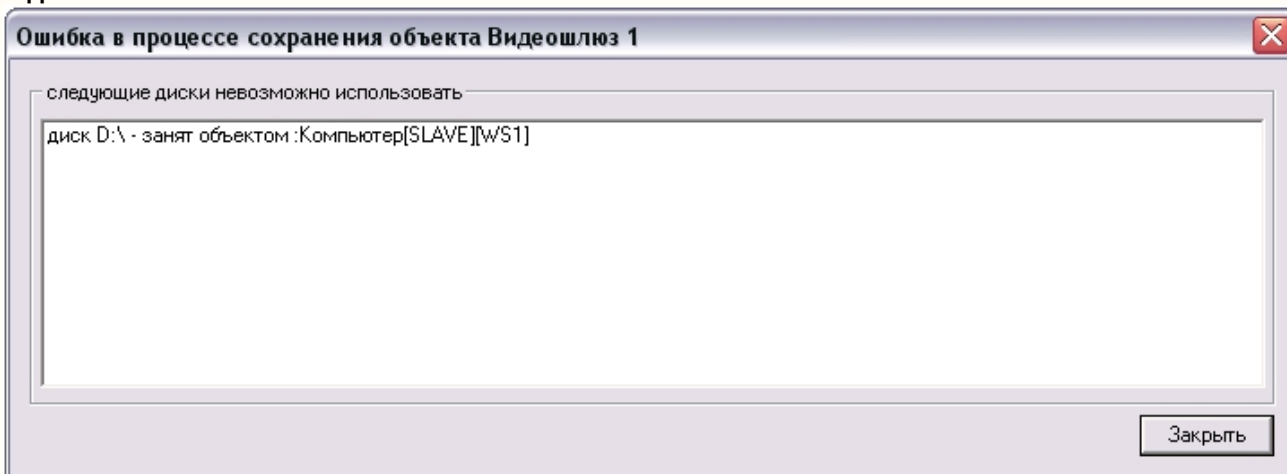 Ошибка в процессе сохранения объекта Видеошлюз 1
следующие диски невозможно использовать
диск D:\ - занят объектом :Компьютер[SLAVE][WS1]
Закрыть